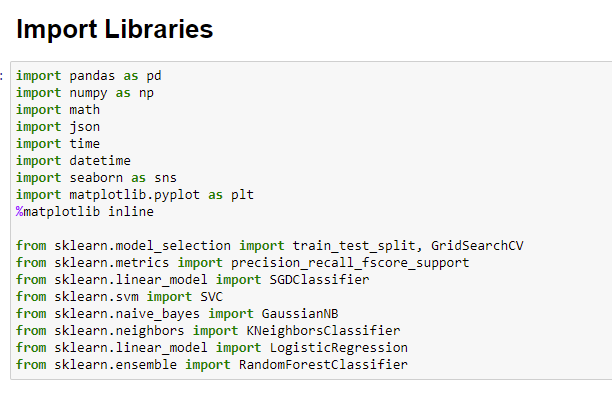 Import Libraries
:
import pandas as pd
import numpy as np
import math
import json
import time
import datetime
import seaborn as sns
import matplotlib.pyplot as plt
%matplotlib inline
from sklearn.model_selection import train_test_split, GridSearchCV
from sklearn.metrics import precision_recall_fscore_support
from sklearn.linear_model import SGDClassifier
from sklearn.svm import SVC
from sklearn.naive_bayes import GaussianNB
from sklearn.neighbors import KNeighborsClassifier
from sklearn.linear_model import LogisticRegression
from sklearn.ensemble import RandomForestClassifier